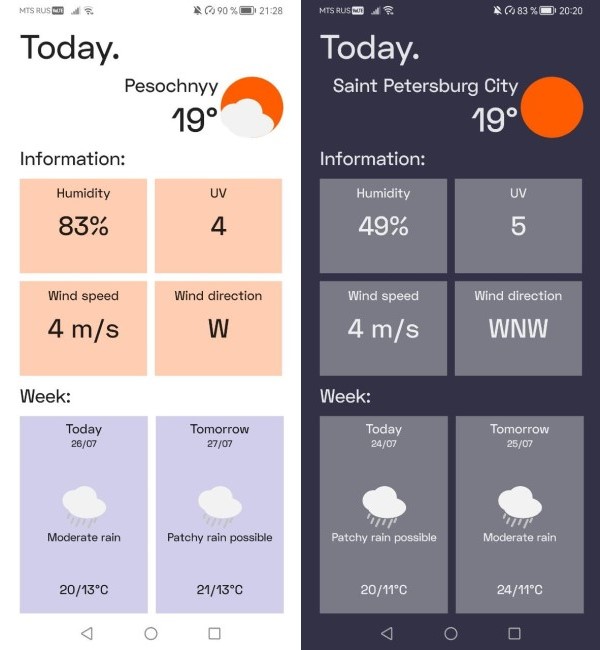 MTS RUS VoLTE 90 % 21:28
Today.
Pesochnyy
19°
Information:
Humidity UV
83% 4
Wind speed Wind direction
4 m/s W
Week:
Today Tomorrow
26/07 27/07
Moderate rain Patchy rain possible
20/13°C 21/13°C
MTS RUS VoLTE 83 % 20:20
Today.
Saint Petersburg City
19°
Information:
Humidity UV
49% 5
Wind speed Wind direction
4 m/s WNW
Week:
Today Tomorrow
24/07 25/07
Patchy rain possible Moderate rain
20/11°C 24/11°C